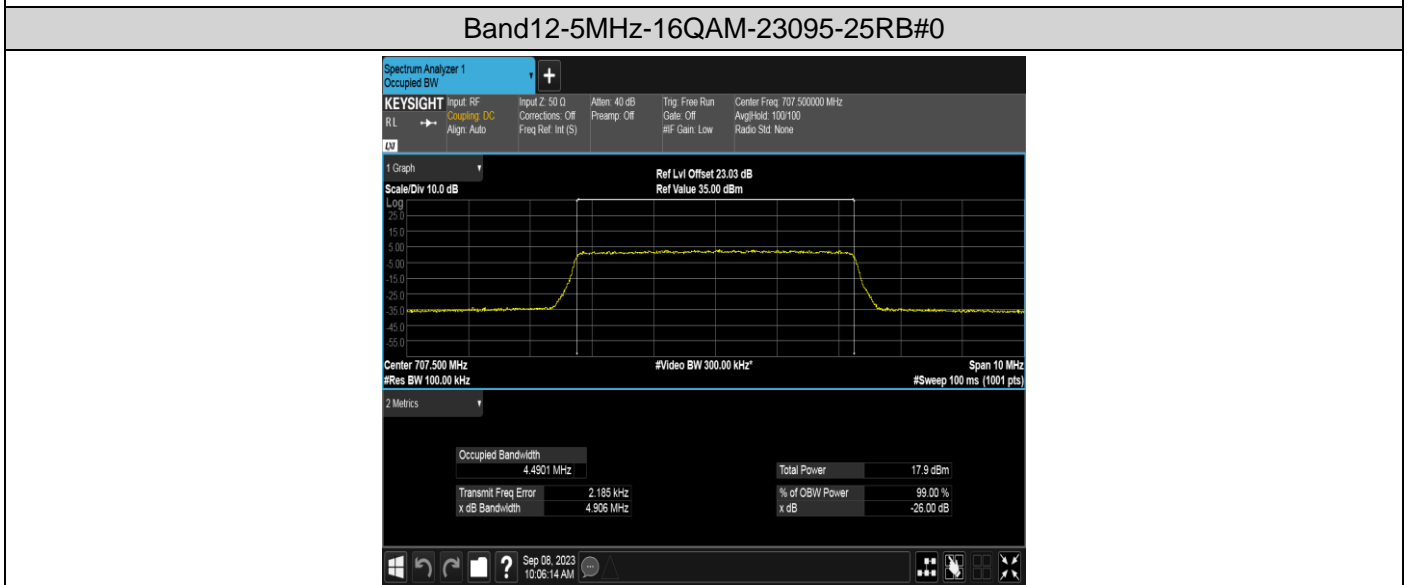 Band12-5MHz-16QAM-23095-25RB#0
Spectrum Analyzer 1
Occupied BW
+
KEYSIGHT Input: RF Input Z: 50 Ω Atten: 40 dB Trig: Free Run Center Freq: 707.500000 MHz
R L Coupling: DC Corrections: Off Preamp: Off Gate: Off Avg|Hold: 100/100
Align: Auto Freq Ref: Int (S) #IF Gain: Low Radio Std: None
LXI
1 Graph Ref Lvl Offset 23.03 dB
Scale/Div 10.0 dB Ref Value 35.00 dBm
Log
25.0
15.0
5.00
-5.00
-15.0
-25.0
-35.0
-45.0
-55.0
Center 707.500 MHz #Video BW 300.00 kHz* Span 10 MHz
#Res BW 100.00 kHz #Sweep 100 ms (1001 pts)
2 Metrics
Occupied Bandwidth
4.4901 MHz Total Power 17.9 dBm
Transmit Freq Error 2.185 kHz % of OBW Power 99.00 %
x dB Bandwidth 4.906 MHz x dB -26.00 dB
? Sep 08, 2023
10:06:14 AM